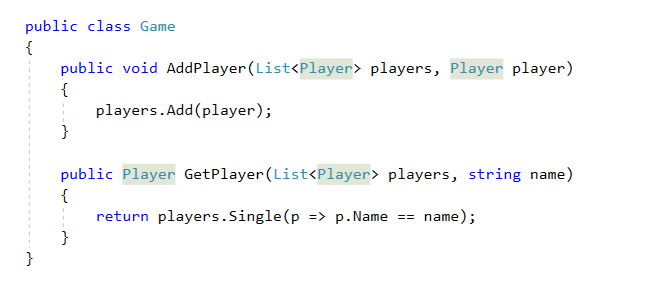 public class Game
{
    public void AddPlayer(List<Player> players, Player player)
    {
        players.Add(player);
    }

    public Player GetPlayer(List<Player> players, string name)
    {
        return players.Single(p => p.Name == name);
    }
}